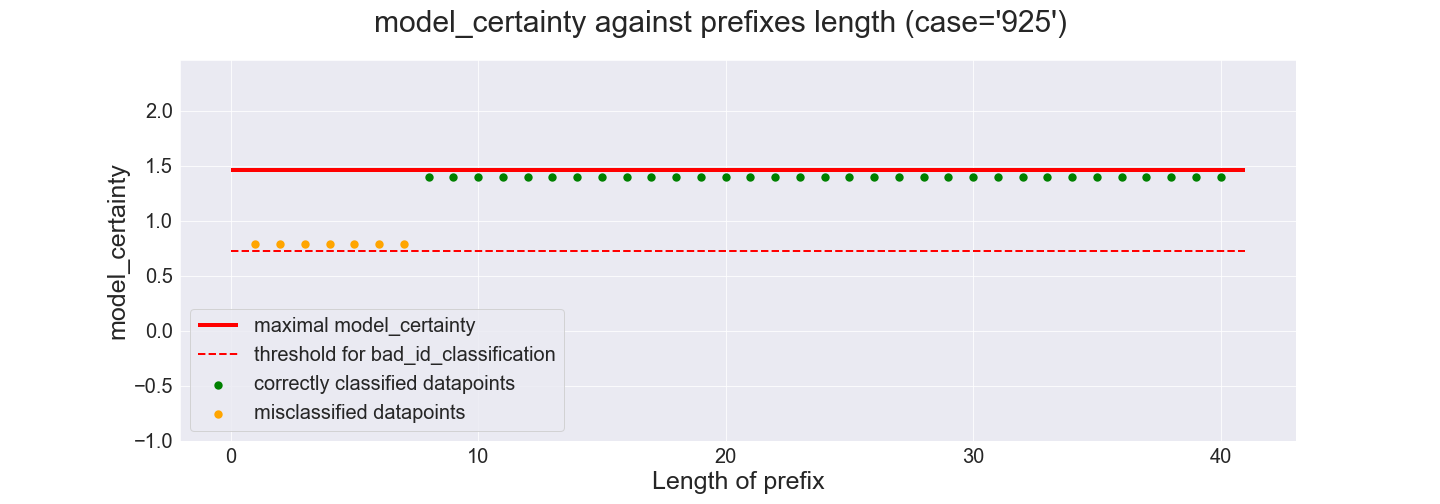 model_certainty against prefixes length (case='925')
model_certainty
2.0
1.5
1.0
0.5
0.0
−0.5
−1.0
maximal model_certainty
threshold for bad_id_classification
correctly classified datapoints
misclassified datapoints
0 10 20 30 40
Length of prefix